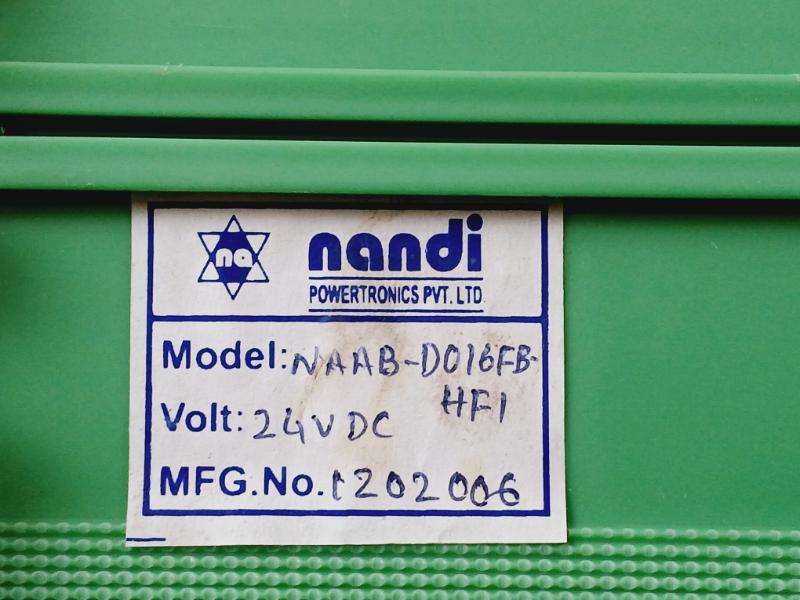 na
nandi
POWERTRONICS PVT. LTD.
Model: NAAB-D016FB-
HF1
Volt: 24VDC
MFG.No. 1202006